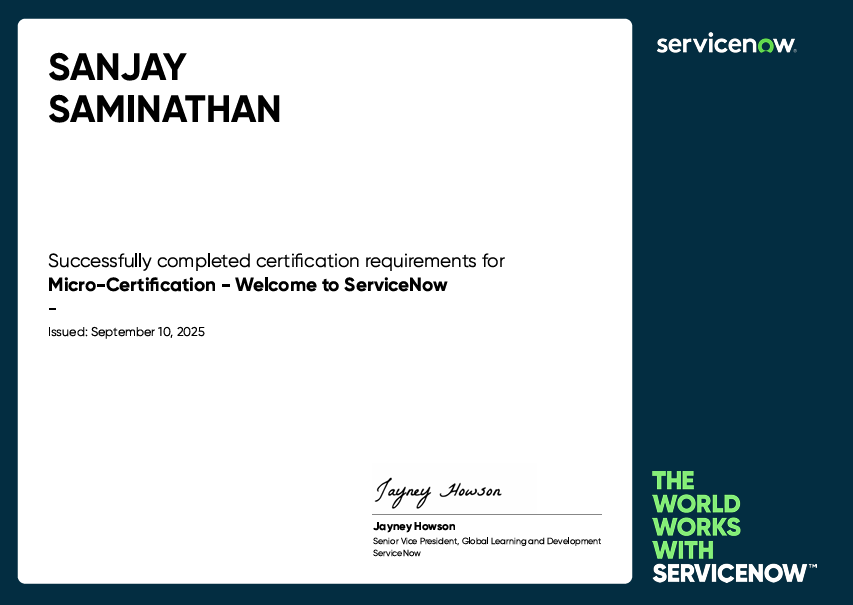 SANJAY
SAMINATHAN
Successfully completed certification requirements for
Micro-Certification - Welcome to ServiceNow
-
Issued: September 10, 2025
Jayney Howson
Jayney Howson
Senior Vice President, Global Learning and Development
ServiceNow
servicenow®
THE
WORLD
WORKS
WITH
SERVICENOW™